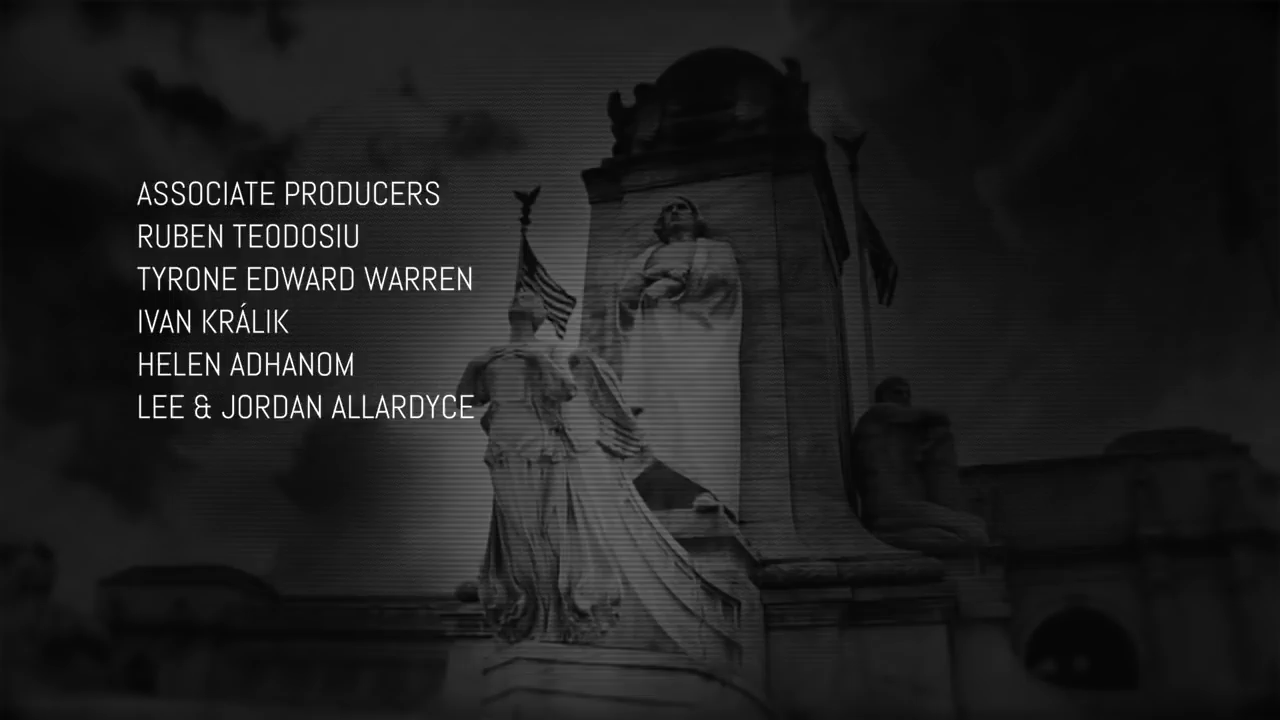 ASSOCIATE PRODUCERS
RUBEN TEODOSIU
TYRONE EDWARD WARREN
IVAN KRÁLIK
HELEN ADHANOM
LEE & JORDAN ALLARDYCE